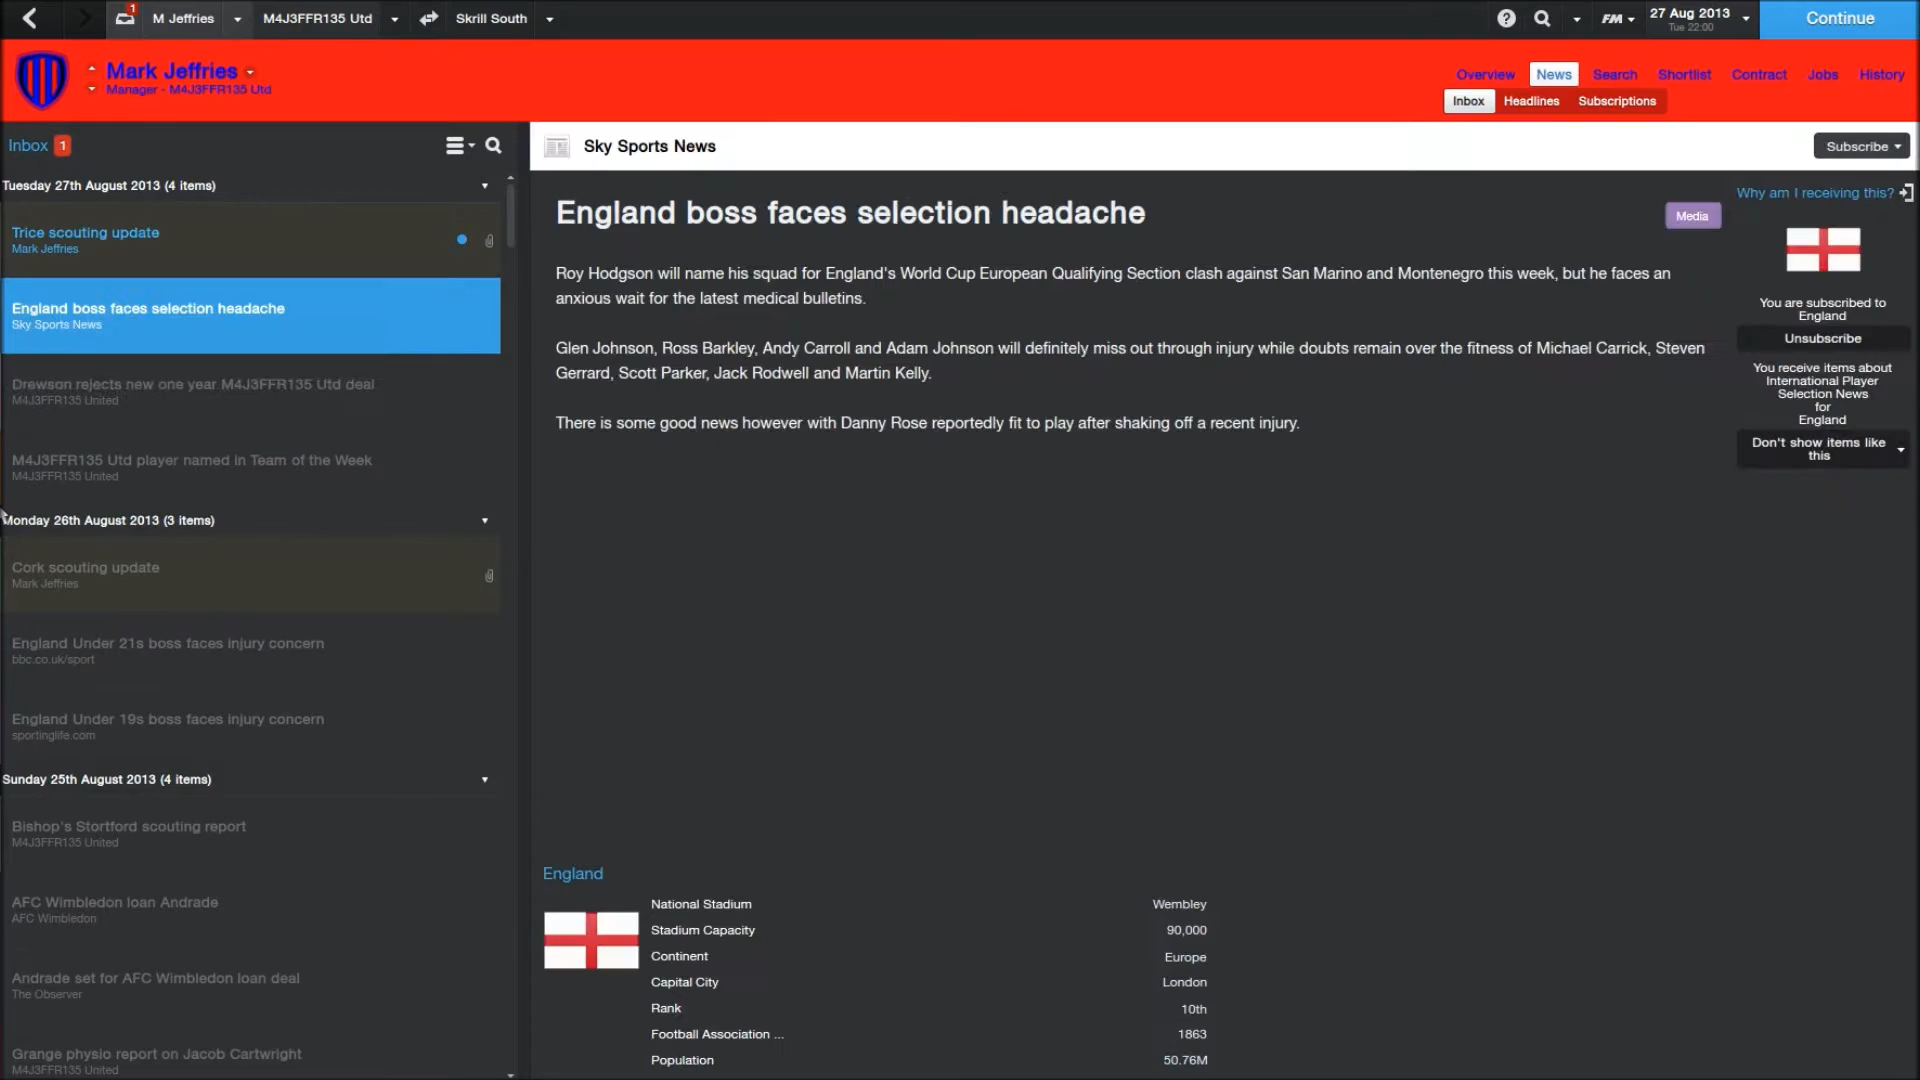 1
M Jeffries
M4J3FFR135 Utd
Skrill South
FM
27 Aug 2013
Tue 22:00
Continue
Mark Jeffries
Manager - M4J3FFR135 Utd
Overview
News
Search
Shortlist
Contract
Jobs
History
Inbox
Headlines
Subscriptions
Inbox 1
Tuesday 27th August 2013 (4 items)
Trice scouting update
Mark Jeffries
England boss faces selection headache
Sky Sports News
Drewson rejects new one year M4J3FFR135 Utd deal
M4J3FFR135 United
M4J3FFR135 Utd player named in Team of the Week
M4J3FFR135 United
Monday 26th August 2013 (3 items)
Cork scouting update
Mark Jeffries
England Under 21s boss faces injury concern
bbc.co.uk/sport
England Under 19s boss faces injury concern
sportinglife.com
Sunday 25th August 2013 (4 items)
Bishop's Stortford scouting report
M4J3FFR135 United
AFC Wimbledon loan Andrade
AFC Wimbledon
Andrade set for AFC Wimbledon loan deal
The Observer
Grange physio report on Jacob Cartwright
M4J3FFR135 United
Sky Sports News
Subscribe
England boss faces selection headache
Media
Roy Hodgson will name his squad for England's World Cup European Qualifying Section clash against San Marino and Montenegro this week, but he faces an
anxious wait for the latest medical bulletins.
Glen Johnson, Ross Barkley, Andy Carroll and Adam Johnson will definitely miss out through injury while doubts remain over the fitness of Michael Carrick, Steven
Gerrard, Scott Parker, Jack Rodwell and Martin Kelly.
There is some good news however with Danny Rose reportedly fit to play after shaking off a recent injury.
Why am I receiving this?
You are subscribed to
England
Unsubscribe
You receive items about
International Player
Selection News
for
England
Don't show items like
this
England
National Stadium Wembley
Stadium Capacity 90,000
Continent Europe
Capital City London
Rank 10th
Football Association ... 1863
Population 50.76M